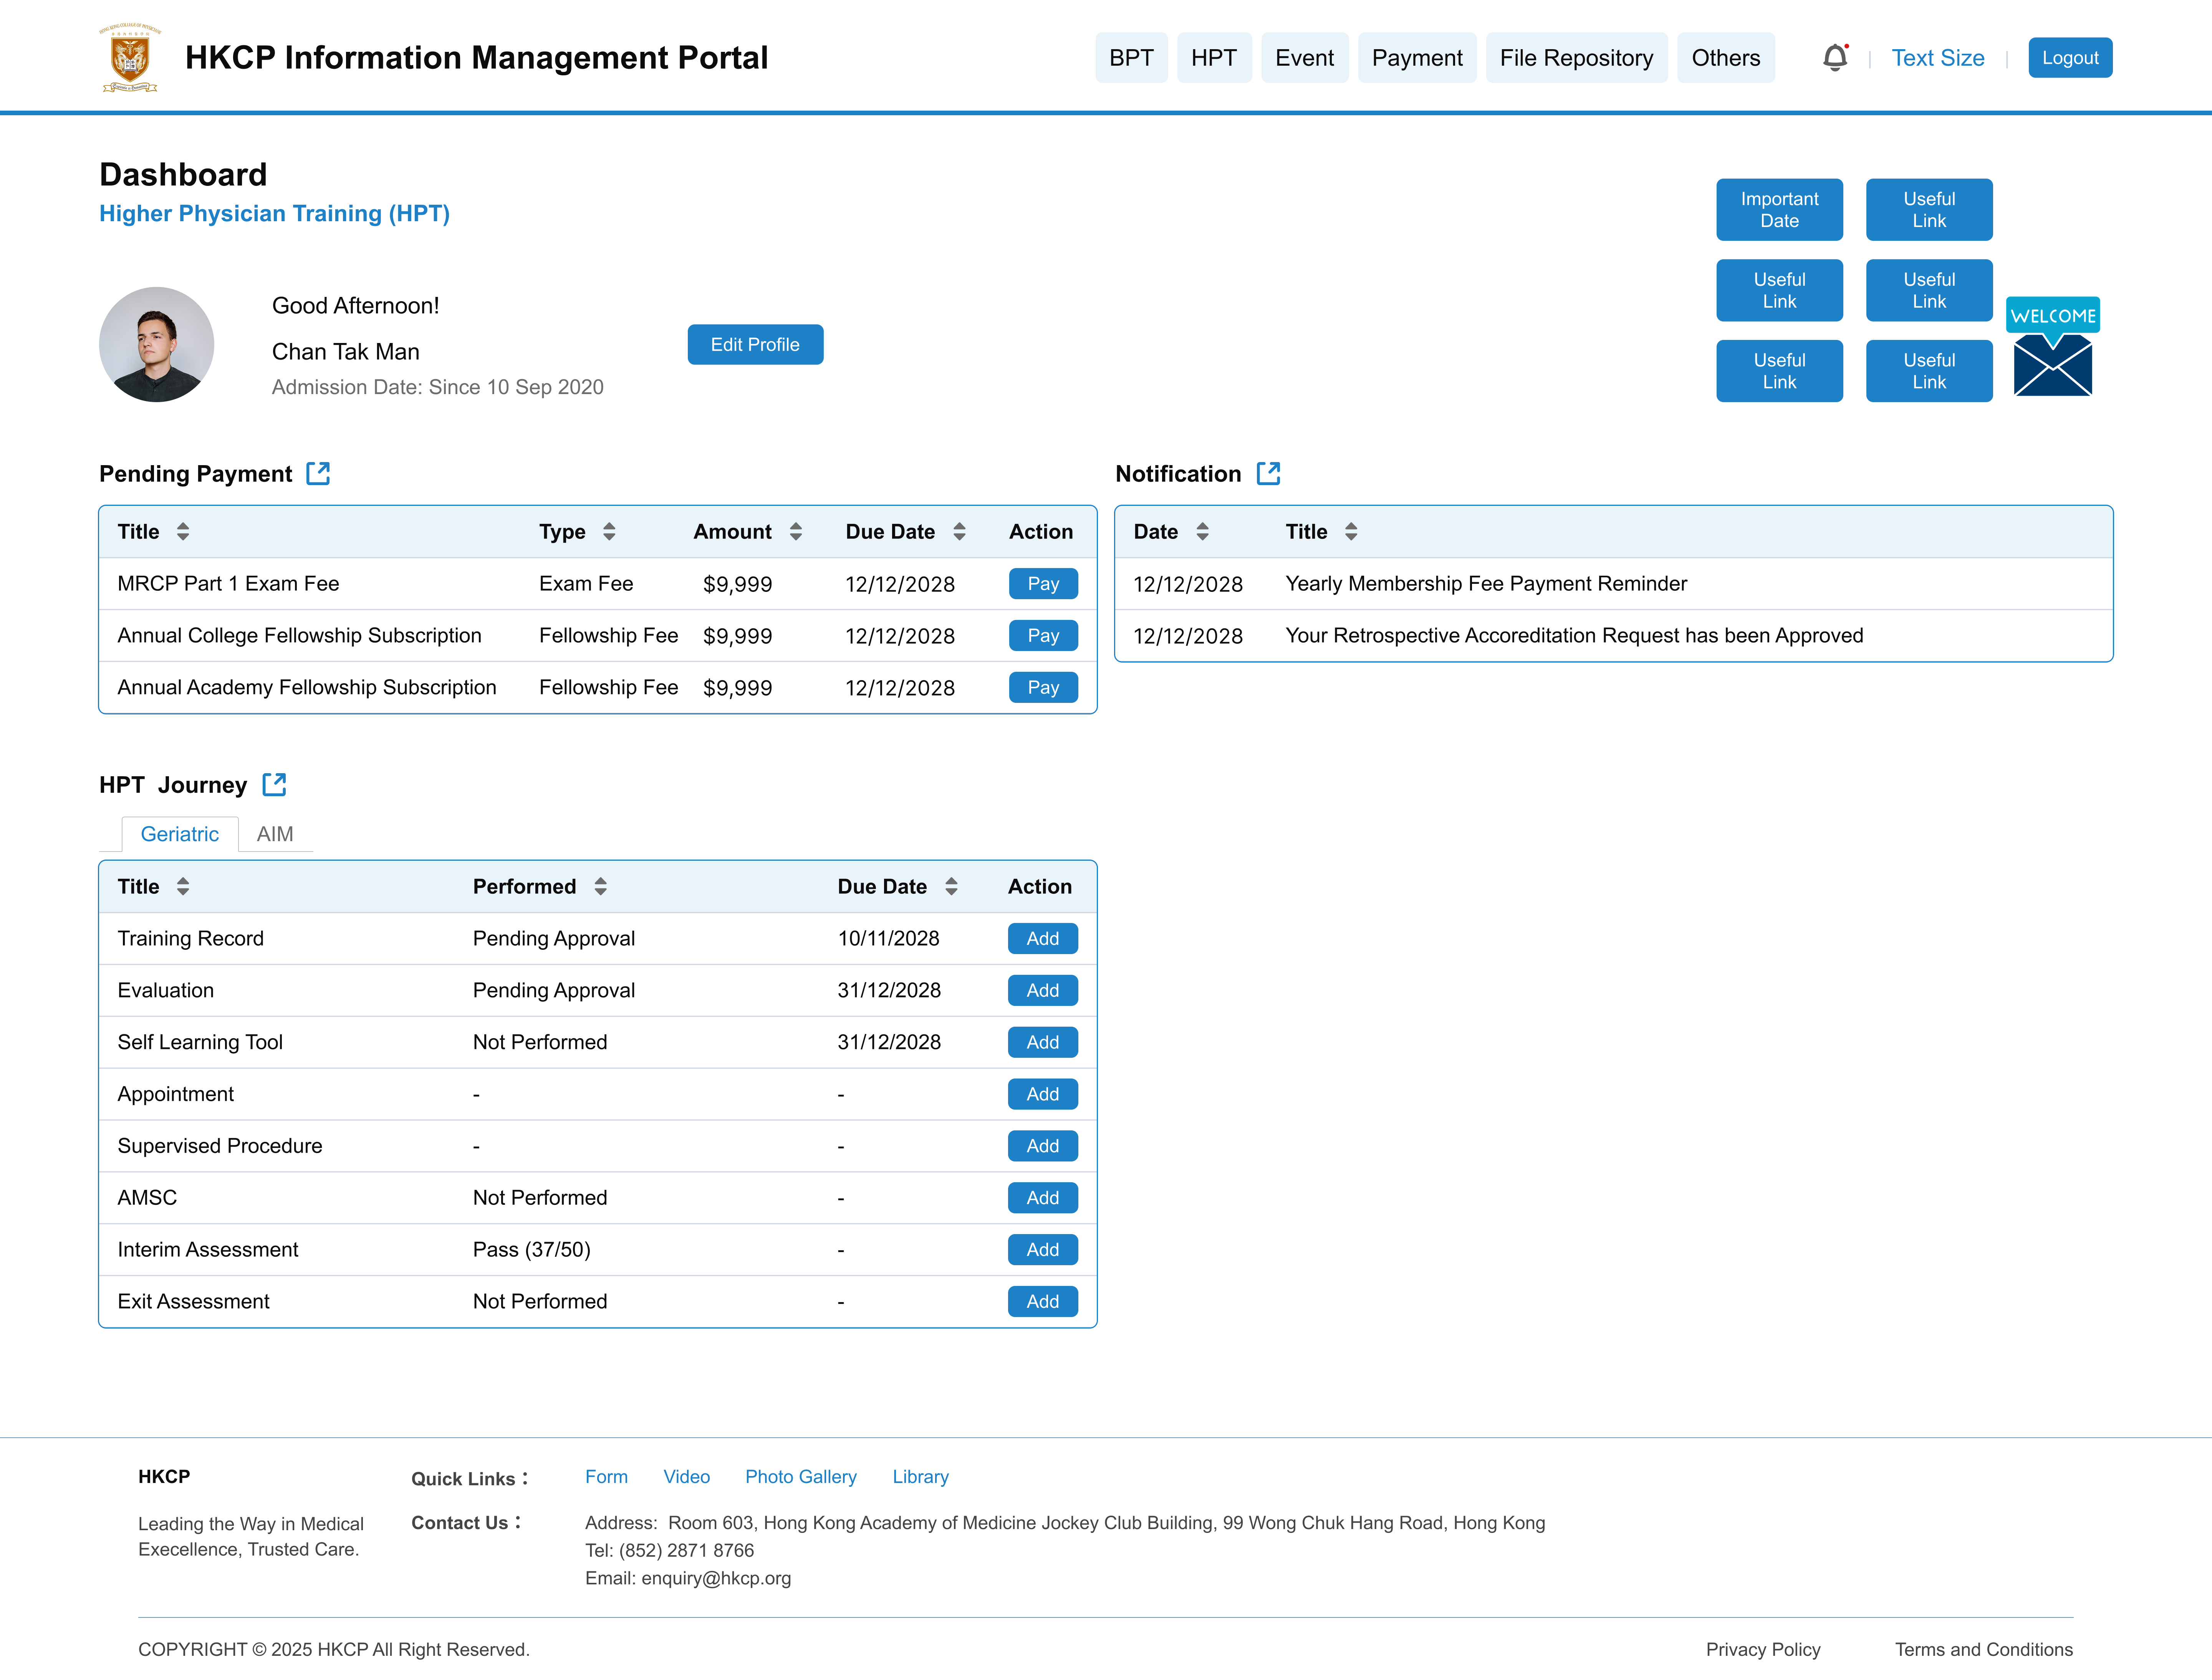 HONG KONG COLLEGE OF PHYSICIANS
HKCP Information Management Portal
BPT
HPT
Event
Payment
File Repository
Others
Text Size
Logout
Dashboard
Higher Physician Training (HPT)
Important
Date
Useful
Link
Useful
Link
Useful
Link
Useful
Link
Useful
Link
WELCOME
Good Afternoon!
Chan Tak Man
Admission Date: Since 10 Sep 2020
Edit Profile
Pending Payment
Title Type Amount Due Date Action
MRCP Part 1 Exam Fee Exam Fee $9,999 12/12/2028 Pay
Annual College Fellowship Subscription Fellowship Fee $9,999 12/12/2028 Pay
Annual Academy Fellowship Subscription Fellowship Fee $9,999 12/12/2028 Pay
Notification
Date Title
12/12/2028 Yearly Membership Fee Payment Reminder
12/12/2028 Your Retrospective Accoreditation Request has been Approved
HPT Journey
Geriatric AIM
Title Performed Due Date Action
Training Record Pending Approval 10/11/2028 Add
Evaluation Pending Approval 31/12/2028 Add
Self Learning Tool Not Performed 31/12/2028 Add
Appointment - - Add
Supervised Procedure - - Add
AMSC Not Performed - Add
Interim Assessment Pass (37/50) - Add
Exit Assessment Not Performed - Add
HKCP
Leading the Way in Medical
Execellence, Trusted Care.
Quick Links： Form Video Photo Gallery Library
Contact Us： Address: Room 603, Hong Kong Academy of Medicine Jockey Club Building, 99 Wong Chuk Hang Road, Hong Kong
Tel: (852) 2871 8766
Email: enquiry@hkcp.org
COPYRIGHT © 2025 HKCP All Right Reserved.
Privacy Policy
Terms and Conditions